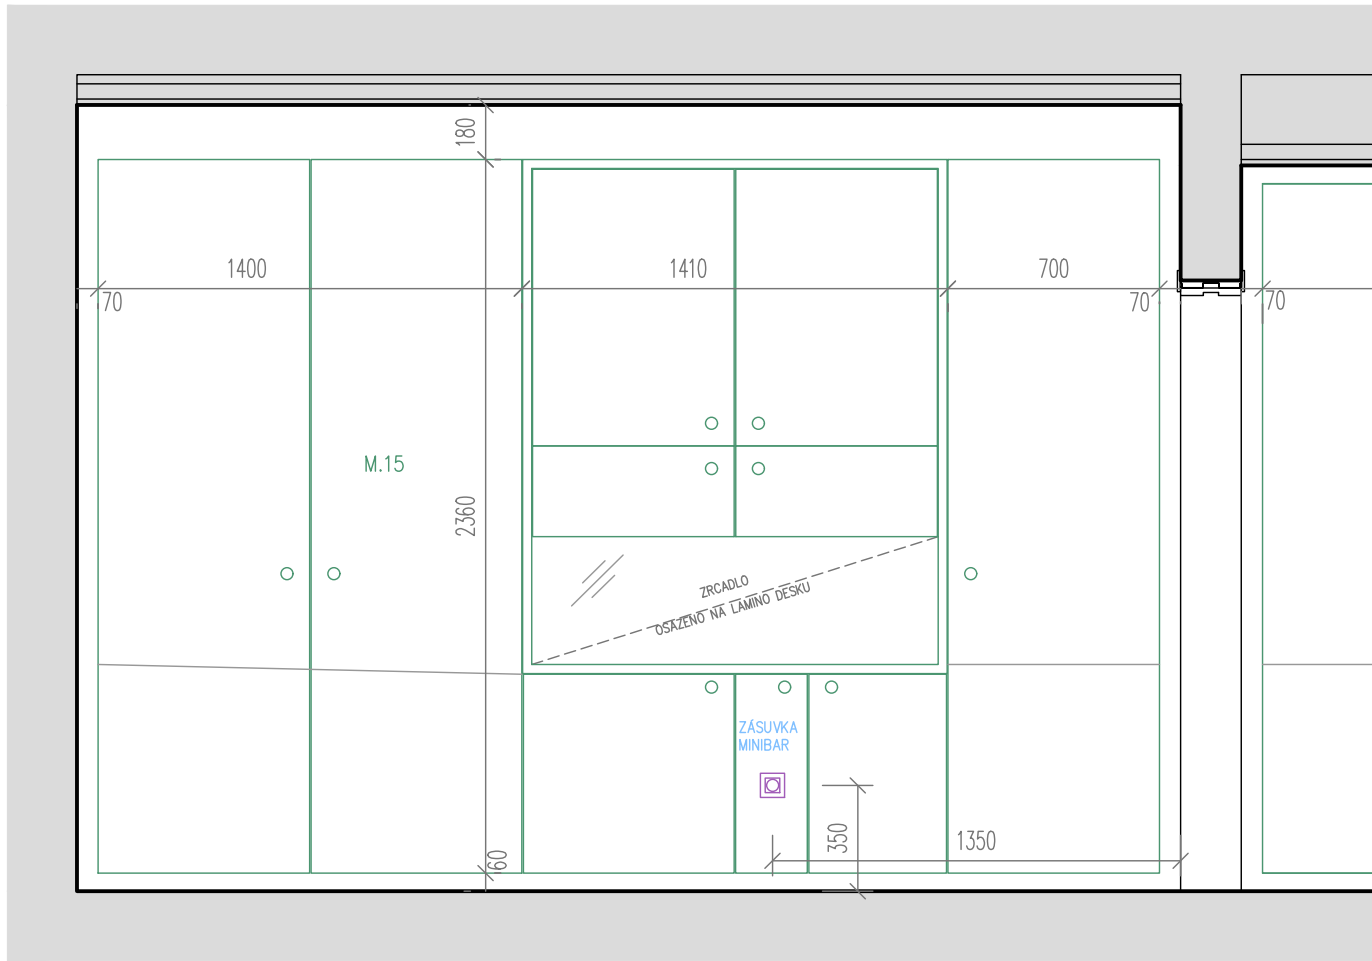 180
1400
1410
700
70
70
70
M.15
2360
ZRCADLO
OSAZENO NA LAMINO DESKU
ZÁSUVKA
MINIBAR
350
1350
60